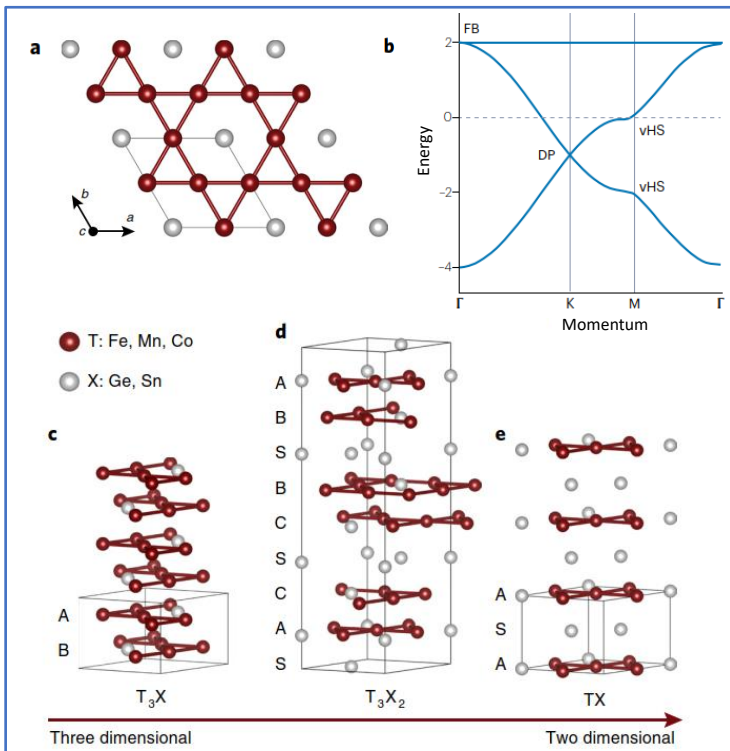 a
b
c
a
b
FB
2
0
-2
-4
Energy
DP
vHS
vHS
Γ
K
M
Γ
Momentum
T: Fe, Mn, Co
X: Ge, Sn
c
A
B
T₃X
d
A
B
S
B
C
S
C
A
S
T₃X₂
e
A
S
A
TX
Three dimensional
Two dimensional